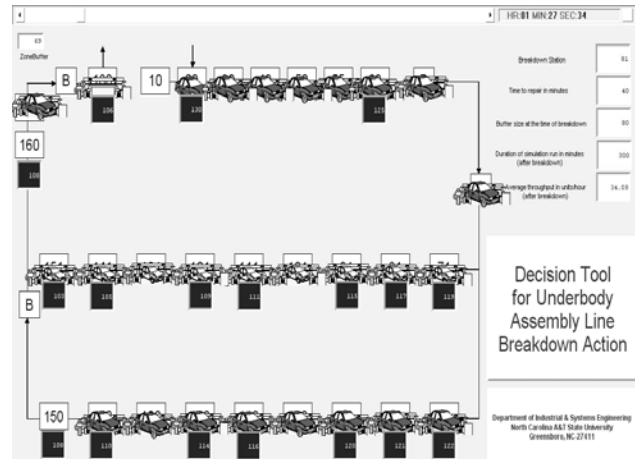 HR:01 MIN:27 SEC:34
69
ZoneButter
B
10
106
130
125
160
108
Breakdown Station
81
Time to repair in minutes
40
Buffer size at the time of breakdown
80
Duration of simulation run in minutes
(after breakdown)
300
Average throughput in units/hour
(after breakdown)
34.08
103
105
109
112
115
117
119
B
Decision Tool
for Underbody
Assembly Line
Breakdown Action
150
108
110
114
116
120
121
122
Department of Industrial & Systems Engineering
North Carolina A&T State University
Greensboro, NC-27411